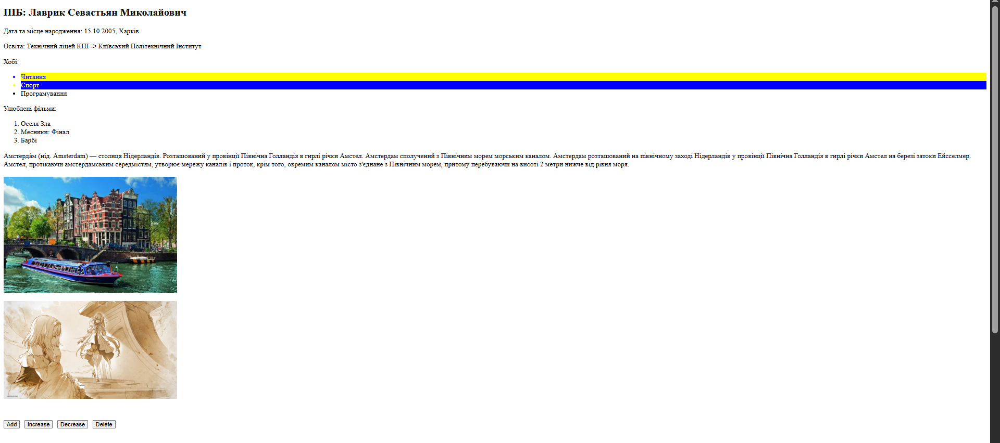 ПІБ: Лаврик Севастьян Миколайович
Дата та місце народження: 15.10.2005, Харків.
Освіта: Технічний ліцей КПІ -> Київський Політехнічний Інститут
Хобі:
• Читання
• Спорт
• Програмування
Улюблені фільми:
1. Оселя Зла
2. Месники: Фінал
3. Барбі
Амстерда́м (нід. Amsterdam) — столиця Нідерландів. Розташований у провінції Північна Голландія в гирлі річки Амстел. Амстердам сполучений з Північним морем морським каналом. Амстердам розташований на північному заході Нідерландів у провінції Північна Голландія в гирлі річки Амстел на березі затоки Ейсселмер.
Амстел, протікаючи амстердамським середмістям, утворює мережу каналів і проток, крім того, окремим каналом місто з'єднане з Північним морем, притому перебуваючи на висоті 2 метри нижче від рівня моря.
Add Increase Decrease Delete